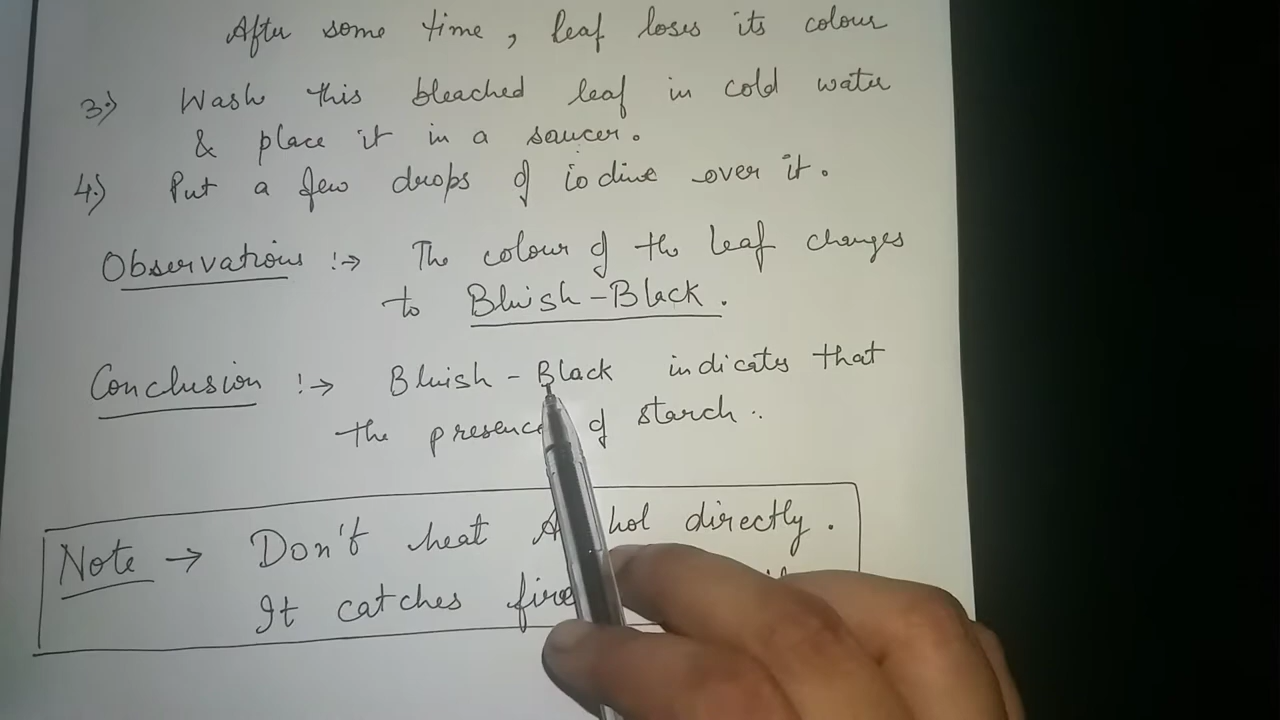 After some time, leaf loses its colour
3.) Wash this bleached leaf in cold water
& place it in a saucer.
4.) Put a few drops of iodine over it.
Observations :→ The colour of the leaf changes
to Bluish-Black.
Conclusion :→ Bluish-Black indicates that
the presence of starch.
Note → Don't heat directly.
It catches fire